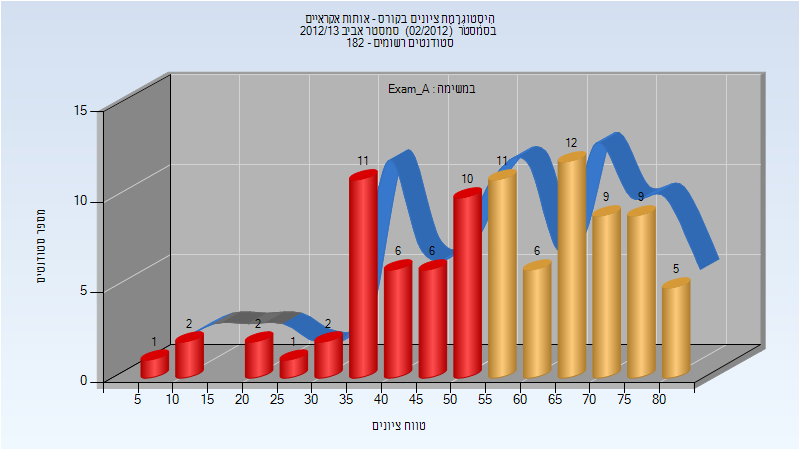 היסטוגרמת ציונים בקורס - אותות אקראיים
בסמסטר (02/2012) סמסטר אביב 2012/13
סטודנטים רשומים - 182
במשימה : Exam_A
מספר סטודנטים
15
10
5
0
1
2
2
1
2
11
6
6
10
11
6
12
9
9
5
5 10 15 20 25 30 35 40 45 50 55 60 65 70 75 80
טווח ציונים